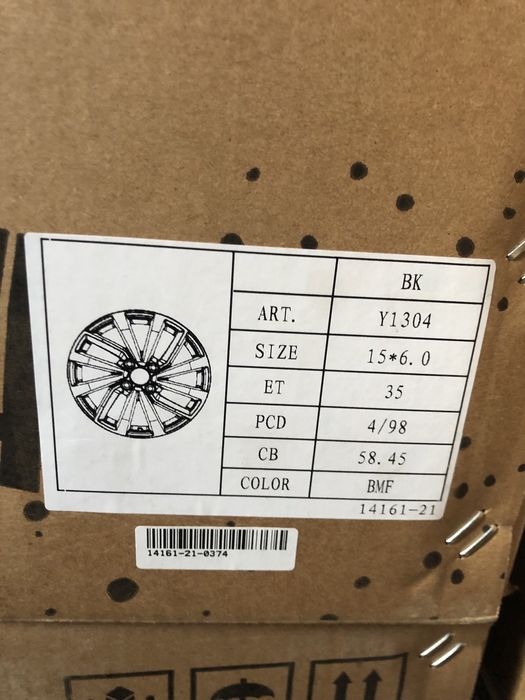 BK
ART. Y1304
SIZE 15*6.0
ET 35
PCD 4/98
CB 58.45
COLOR BMF
14161-21
14161-21-0374